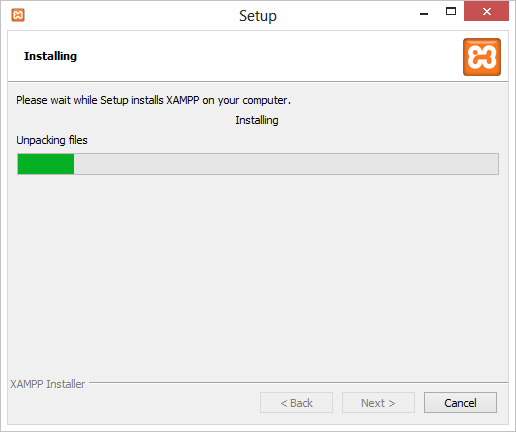 Setup
Installing
Please wait while Setup installs XAMPP on your computer.
Installing
Unpacking files
XAMPP Installer
< Back
Next >
Cancel